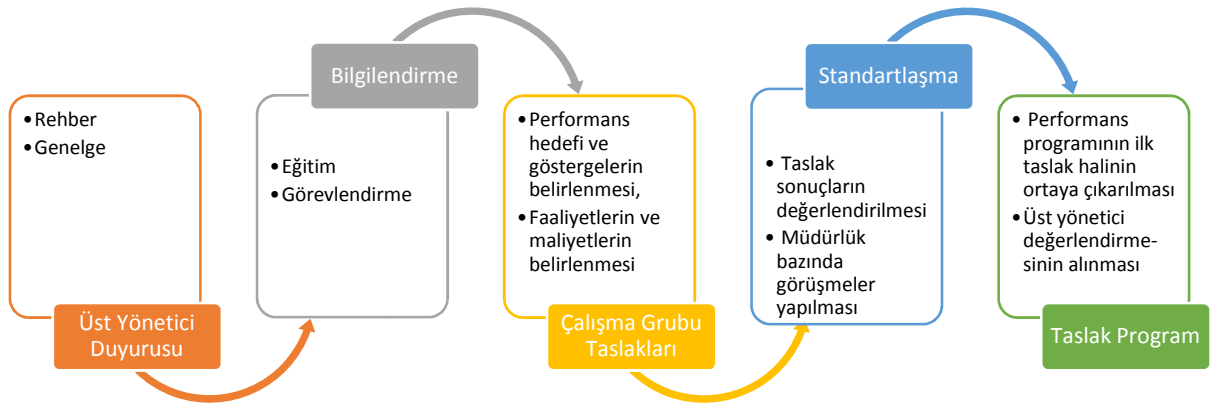 •Rehber
•Genelge
Üst Yönetici
Duyurusu
Bilgilendirme
•Eğitim
•Görevlendirme
•Performans
hedefi ve
göstergelerin
belirlenmesi,
•Faaliyetlerin ve
maliyetlerin
belirlenmesi
Çalışma Grubu
Taslakları
Standartlaşma
• Taslak
sonuçların
değerlendirilmesi
• Müdürlük
bazında
görüşmeler
yapılması
• Performans
programının ilk
taslak halinin
ortaya çıkarılması
•Üst yönetici
değerlendirme-
sinin alınması
Taslak Program